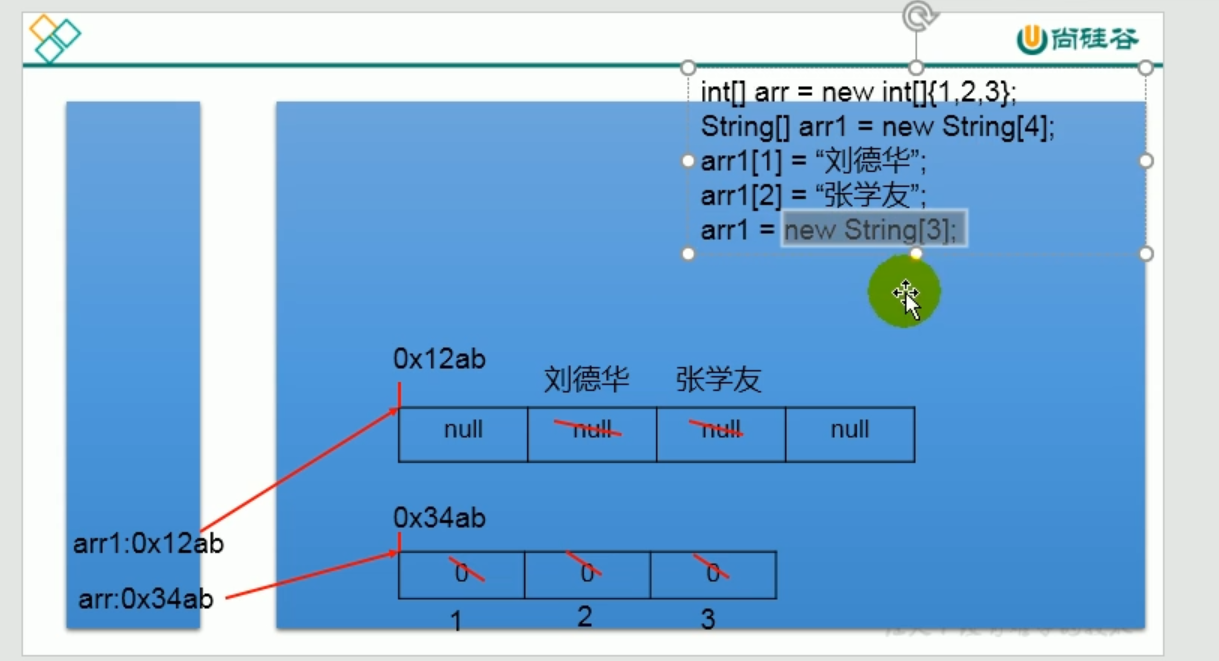 尚硅谷
int[] arr = new int[]{1,2,3};
String[] arr1 = new String[4];
arr1[1] = “刘德华”;
arr1[2] = “张学友”;
arr1 = new String[3];
0x12ab
刘德华 张学友
null null null null
0x34ab
arr1:0x12ab
0 0 0
arr:0x34ab
1 2 3